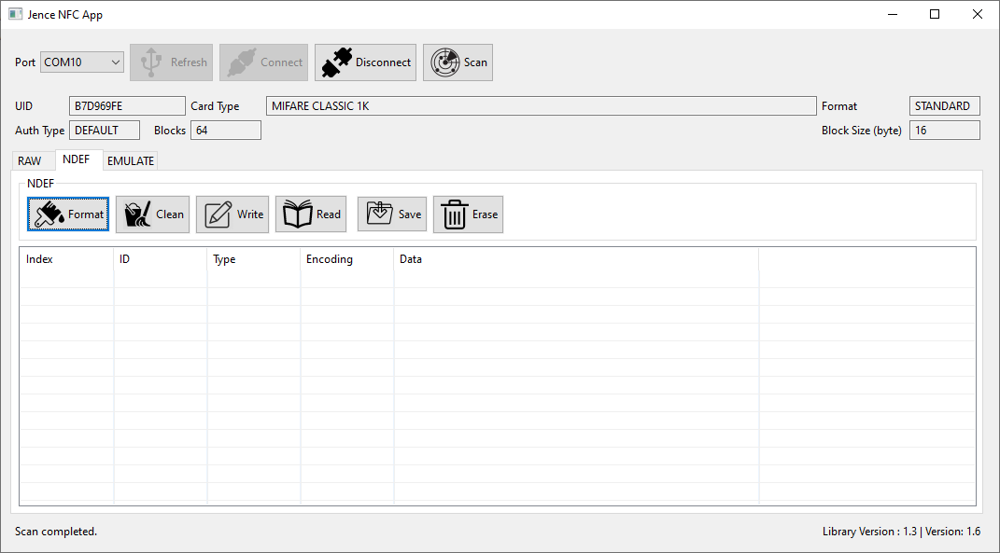 Jence NFC App
Port COM10 Refresh Connect Disconnect Scan
UID B7D969FE Card Type MIFARE CLASSIC 1K Format STANDARD
Auth Type DEFAULT Blocks 64 Block Size (byte) 16
RAW NDEF EMULATE
NDEF
Format Clean Write Read Save Erase
Index ID Type Encoding Data
Scan completed. Library Version : 1.3 | Version: 1.6